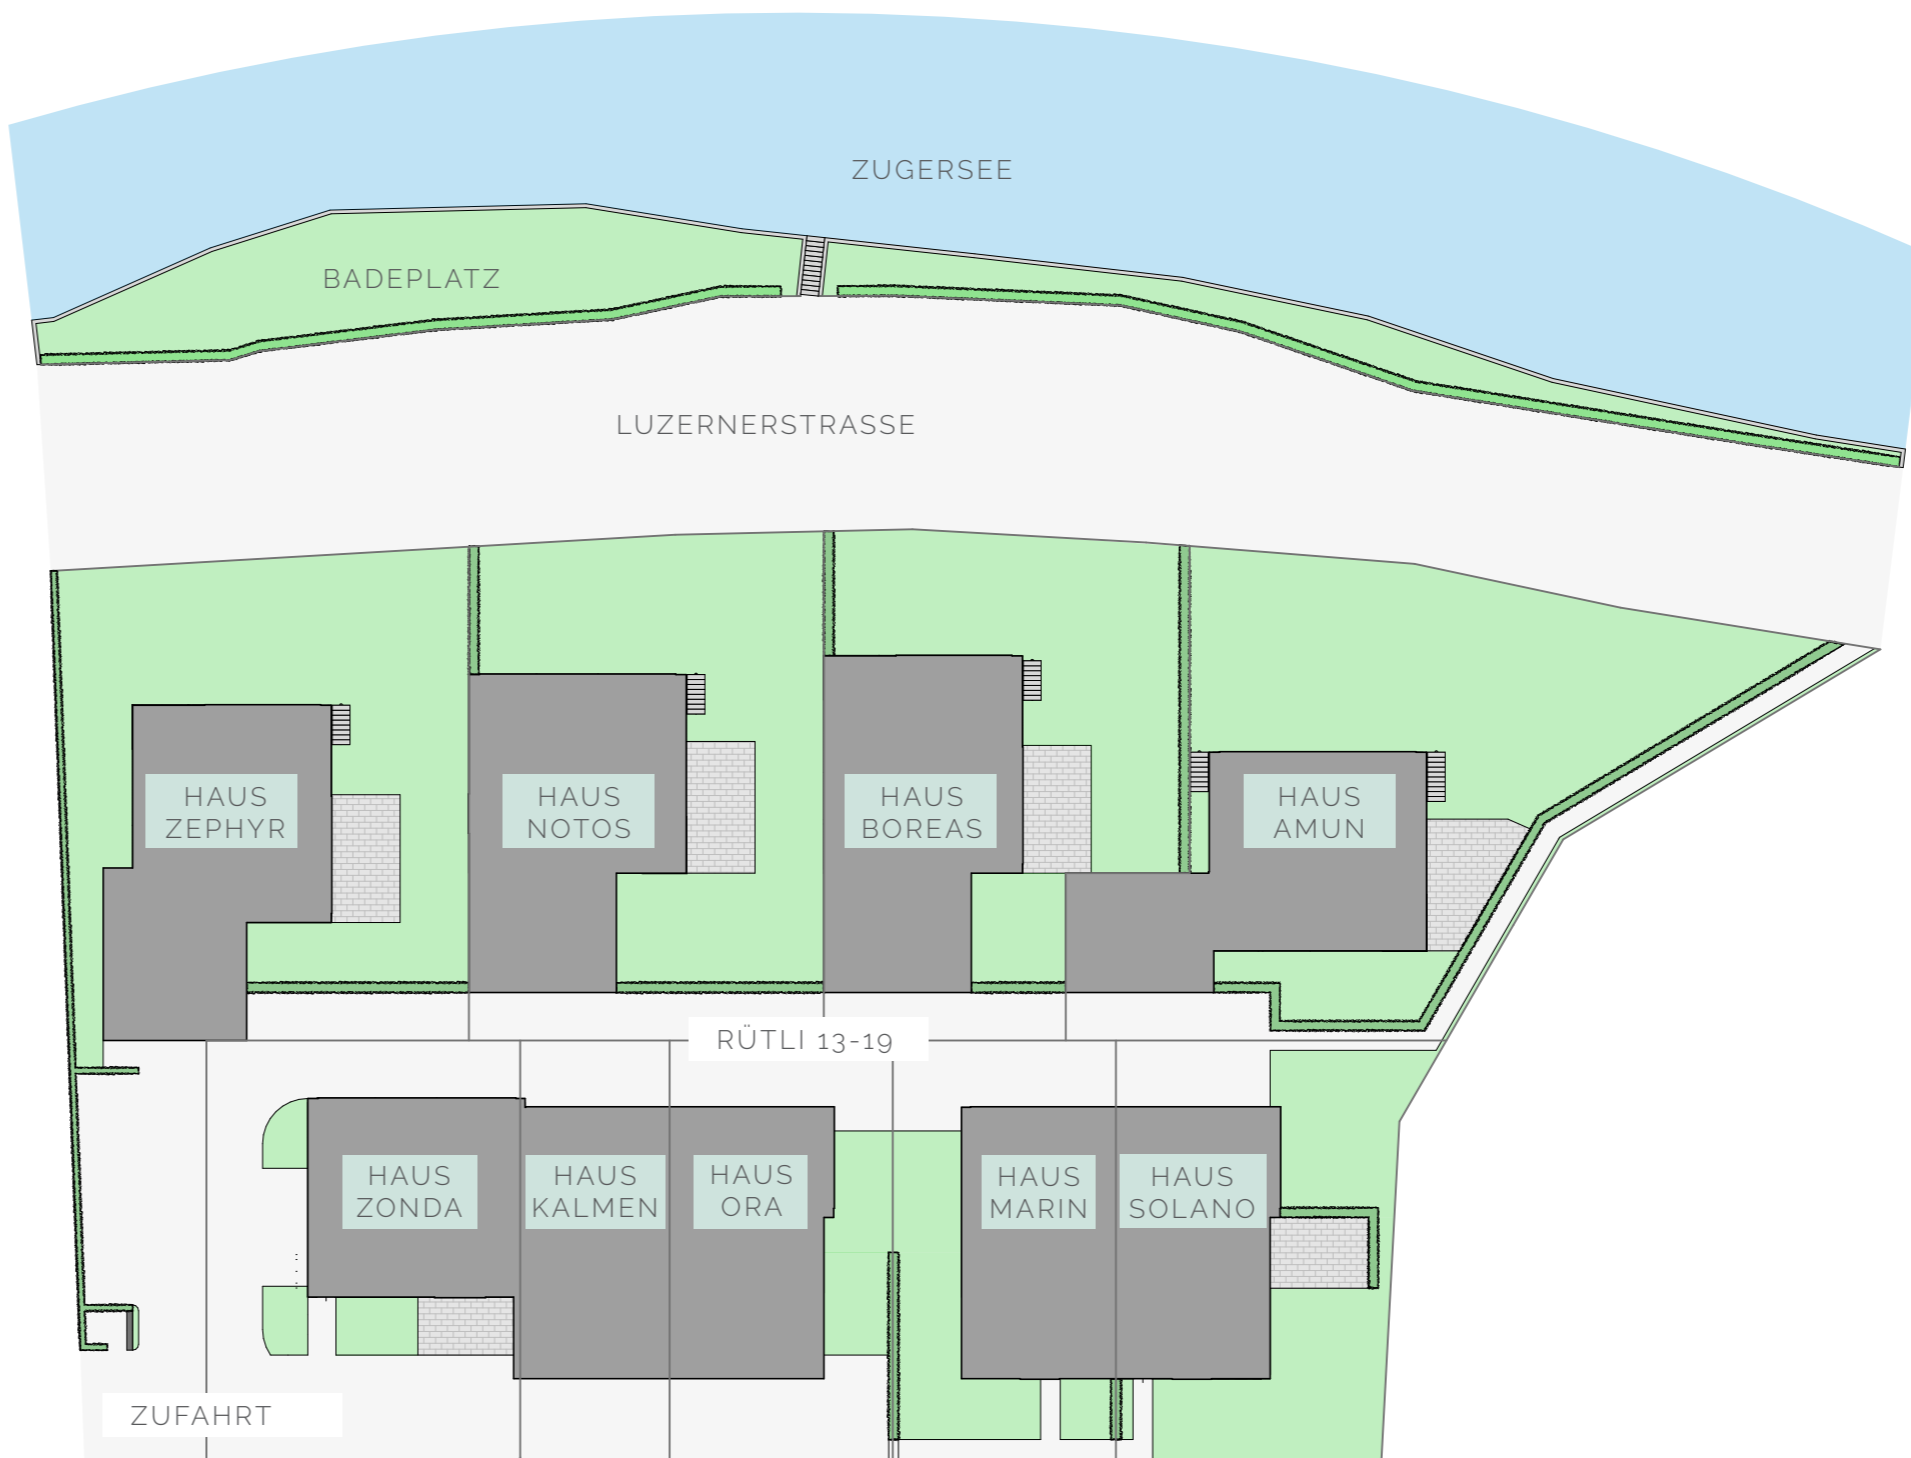 ZUGERSEE
BADEPLATZ
LUZERNERSTRASSE
HAUS
ZEPHYR
HAUS
NOTOS
HAUS
BOREAS
HAUS
AMUN
RÜTLI 13-19
HAUS
ZONDA
HAUS
KALMEN
HAUS
ORA
HAUS
MARIN
HAUS
SOLANO
ZUFAHRT